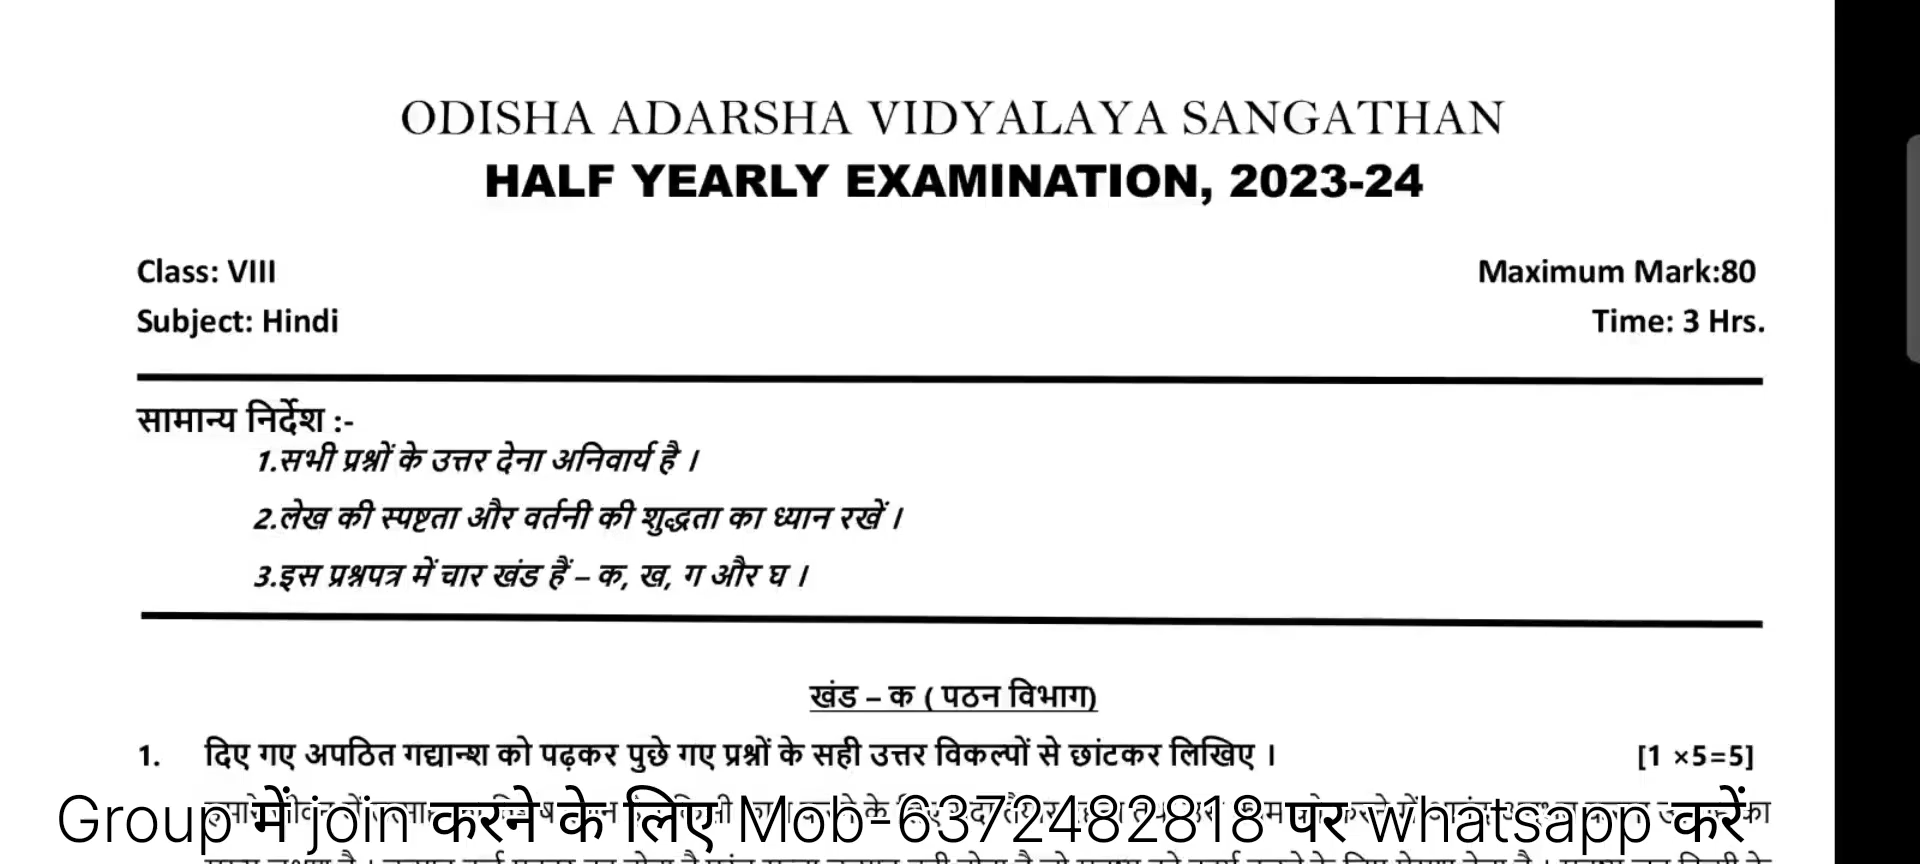 ODISHA ADARSHA VIDYALAYA SANGATHAN
HALF YEARLY EXAMINATION, 2023-24
Class: VIII Maximum Mark:80
Subject: Hindi Time: 3 Hrs.
सामान्य निर्देश :-
1.सभी प्रश्नों के उत्तर देना अनिवार्य है ।
2.लेख की स्पष्टता और वर्तनी की शुद्धता का ध्यान रखें ।
3.इस प्रश्नपत्र में चार खंड हैं – क, ख, ग और घ ।
खंड – क ( पठन विभाग)
1. दिए गए अपठित गद्यान्श को पढ़कर पुछे गए प्रश्नों के सही उत्तर विकल्पों से छांटकर लिखिए । [1 ×5=5]
Group में join करने के लिए Mob-6372482818 पर whatsapp करें